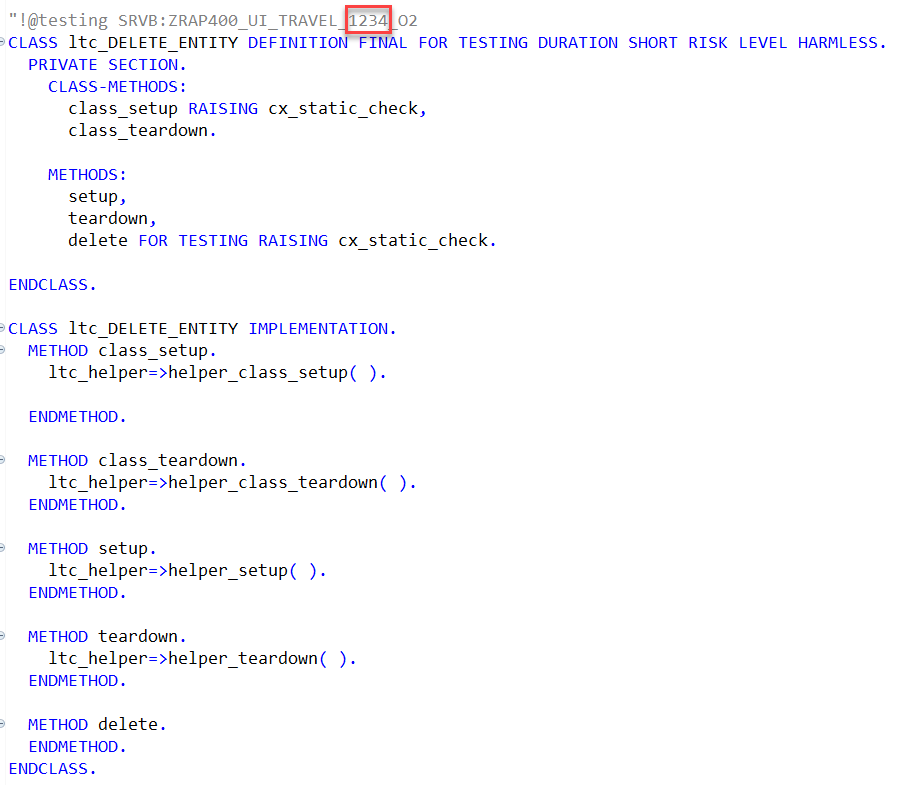 "!@testing SRVB:ZRAP400_UI_TRAVEL_1234_O2
CLASS ltc_DELETE_ENTITY DEFINITION FINAL FOR TESTING DURATION SHORT RISK LEVEL HARMLESS.
  PRIVATE SECTION.
    CLASS-METHODS:
      class_setup RAISING cx_static_check,
      class_teardown.

    METHODS:
      setup,
      teardown,
      delete FOR TESTING RAISING cx_static_check.

ENDCLASS.

CLASS ltc_DELETE_ENTITY IMPLEMENTATION.
  METHOD class_setup.
    ltc_helper=>helper_class_setup( ).

  ENDMETHOD.

  METHOD class_teardown.
    ltc_helper=>helper_class_teardown( ).
  ENDMETHOD.

  METHOD setup.
    ltc_helper=>helper_setup( ).
  ENDMETHOD.

  METHOD teardown.
    ltc_helper=>helper_teardown( ).
  ENDMETHOD.

  METHOD delete.
  ENDMETHOD.
ENDCLASS.